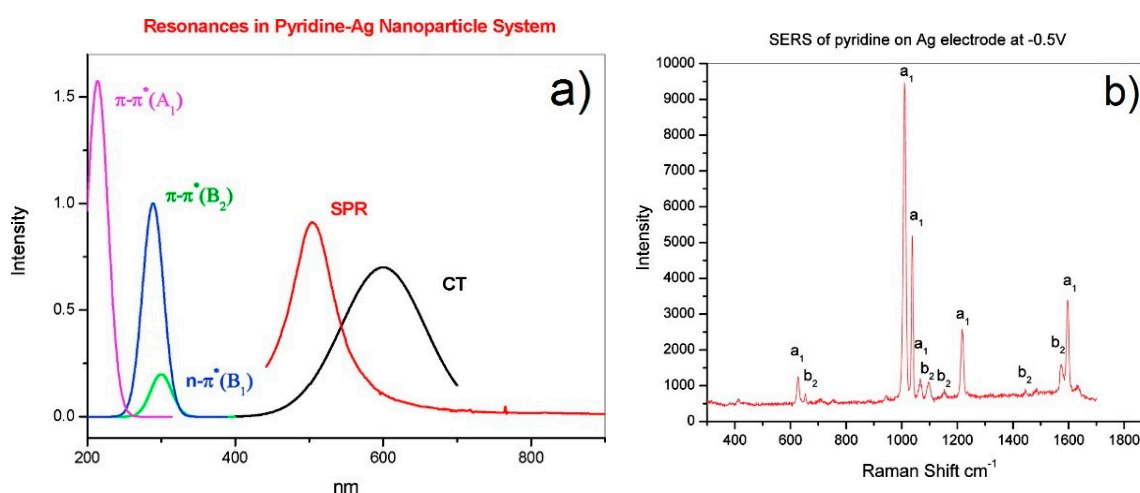 Resonances in Pyridine-Ag Nanoparticle System
a)
π-π*(A₁)
π-π*(B₂)
n-π*(B₁)
SPR
CT
Intensity
1.5
1.0
0.5
0.0
200
400
600
800
nm
SERS of pyridine on Ag electrode at -0.5V
b)
10000
9000
8000
7000
6000
5000
4000
3000
2000
1000
0
Intensity
a₁
a₁
a₁
a₁
a₁
a₁
b₂
b₂
b₂
b₂
b₂
400
600
800
1000
1200
1400
1600
1800
Raman Shift cm⁻¹